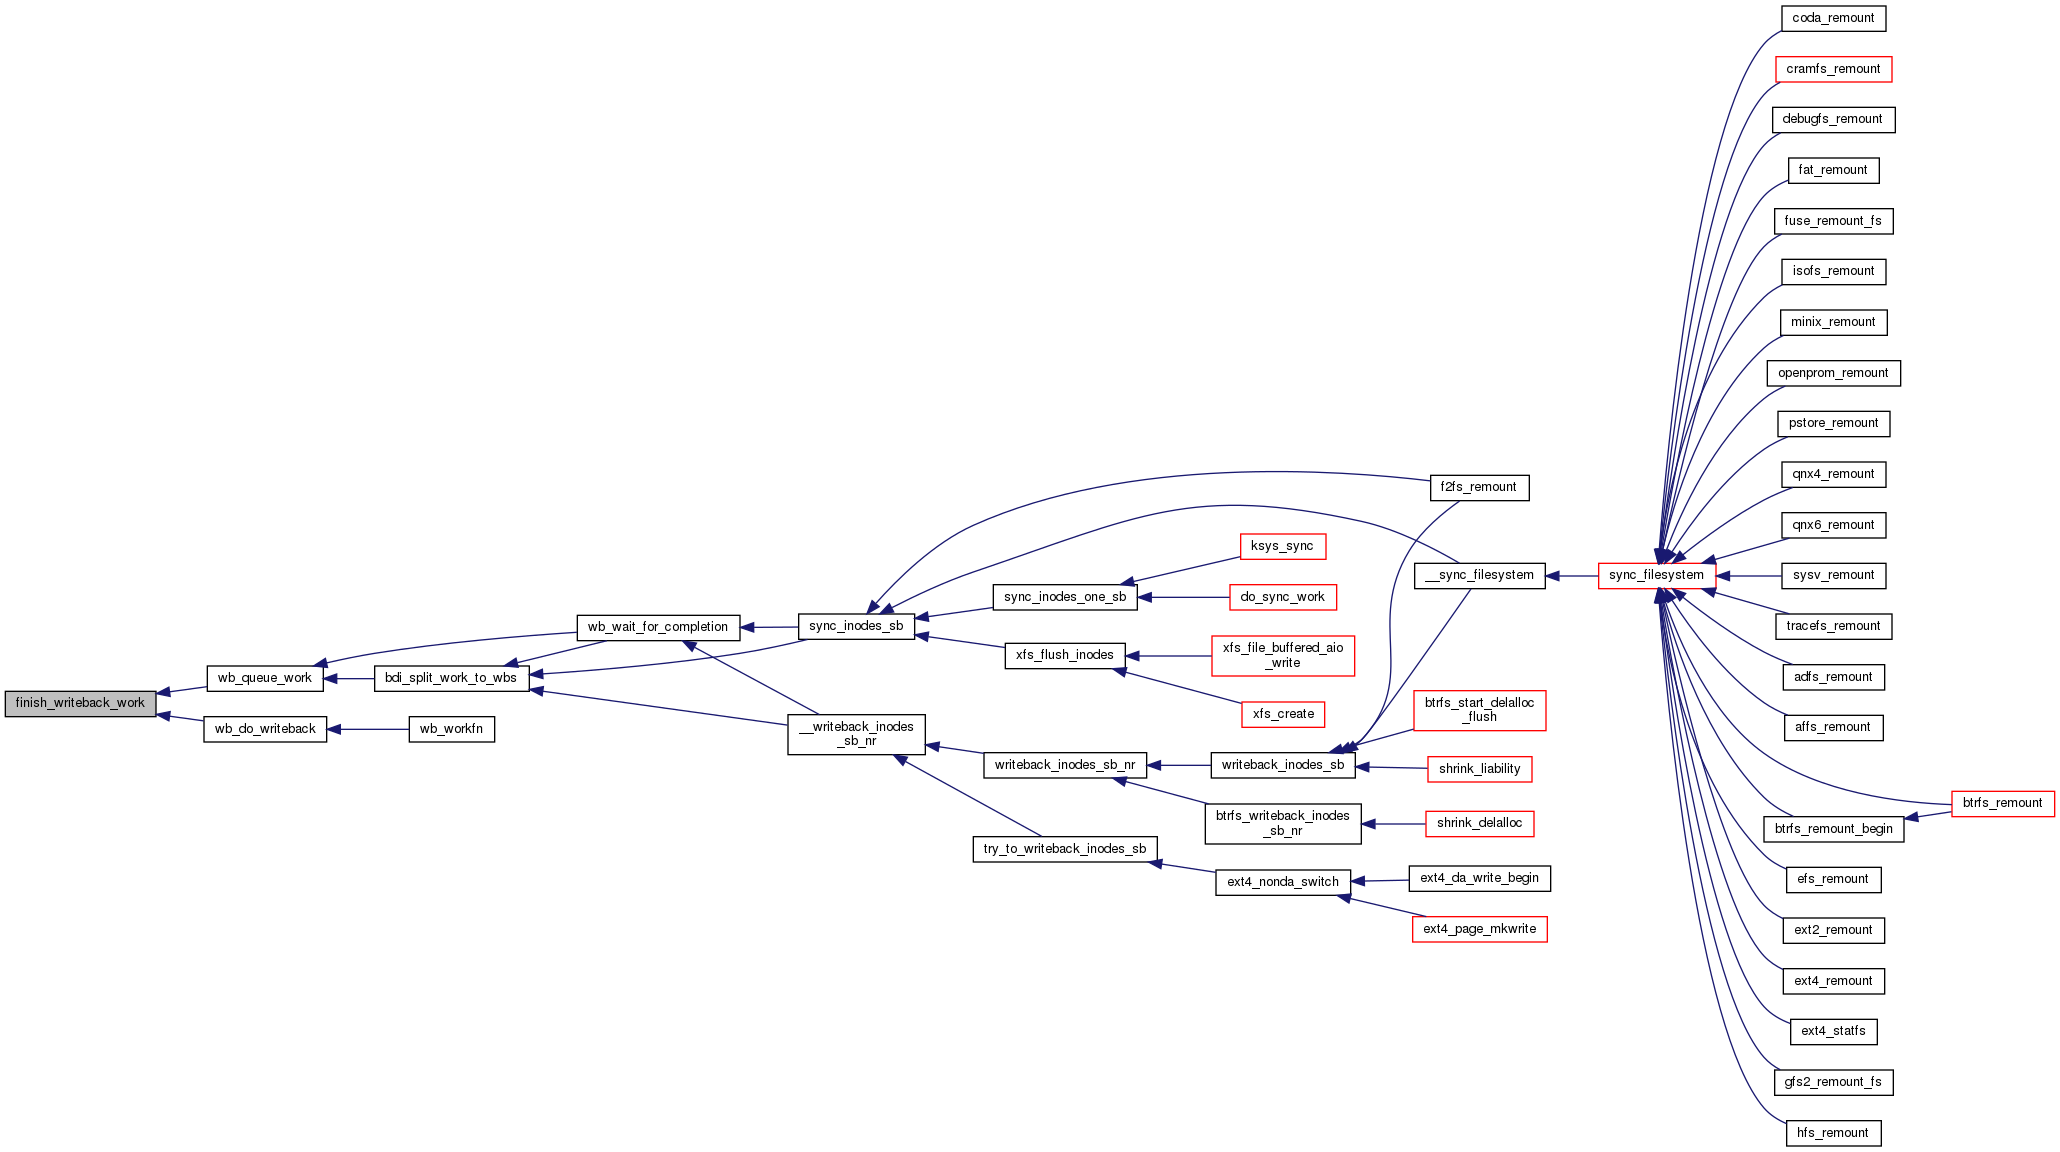 coda_remount
cramfs_remount
debugfs_remount
fat_remount
fuse_remount_fs
isofs_remount
minix_remount
openprom_remount
pstore_remount
qnx4_remount
f2fs_remount
qnx6_remount
ksys_sync
__sync_filesystem
sync_filesystem
sysv_remount
sync_inodes_one_sb
do_sync_work
wb_wait_for_completion
sync_inodes_sb
tracefs_remount
xfs_flush_inodes
xfs_file_buffered_aio
_write
wb_queue_work
bdi_split_work_to_wbs
adfs_remount
finish_writeback_work
btrfs_start_delalloc
_flush
xfs_create
wb_do_writeback
wb_workfn
__writeback_inodes
_sb_nr
affs_remount
writeback_inodes_sb_nr
writeback_inodes_sb
shrink_liability
btrfs_remount
btrfs_writeback_inodes
_sb_nr
shrink_delalloc
btrfs_remount_begin
try_to_writeback_inodes_sb
ext4_nonda_switch
ext4_da_write_begin
efs_remount
ext4_page_mkwrite
ext2_remount
ext4_remount
ext4_statfs
gfs2_remount_fs
hfs_remount